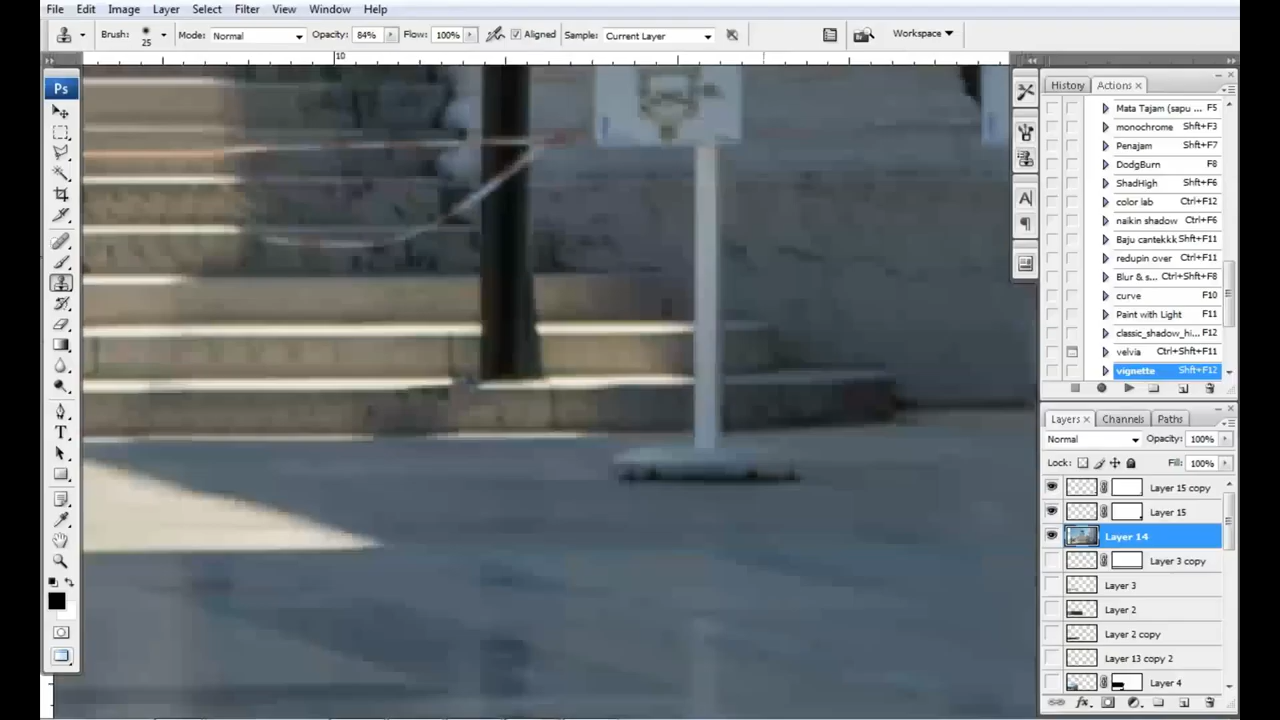 File Edit Image Layer Select Filter View Window Help
Brush: 25 Mode: Normal Opacity: 84% Flow: 100% Aligned Sample: Current Layer Workspace
10
Ps
T
A
History Actions
Mata Tajam (sapu ... F5
monochrome Shft+F3
Penajam Shft+F7
DodgBurn F8
ShadHigh Shft+F6
color lab Ctrl+F12
naikin shadow Ctrl+F6
Baju cantekkk Shft+F11
redupin over Ctrl+F11
Blur & s... Ctrl+Shft+F8
curve F10
Paint with Light F11
classic_shadow_hi... F12
velvia Ctrl+Shft+F11
vignette Shft+F12
Layers Channels Paths
Normal Opacity: 100%
Lock: Fill: 100%
Layer 15 copy
Layer 15
Layer 14
Layer 3 copy
Layer 3
Layer 2
Layer 2 copy
Layer 13 copy 2
Layer 4
fx